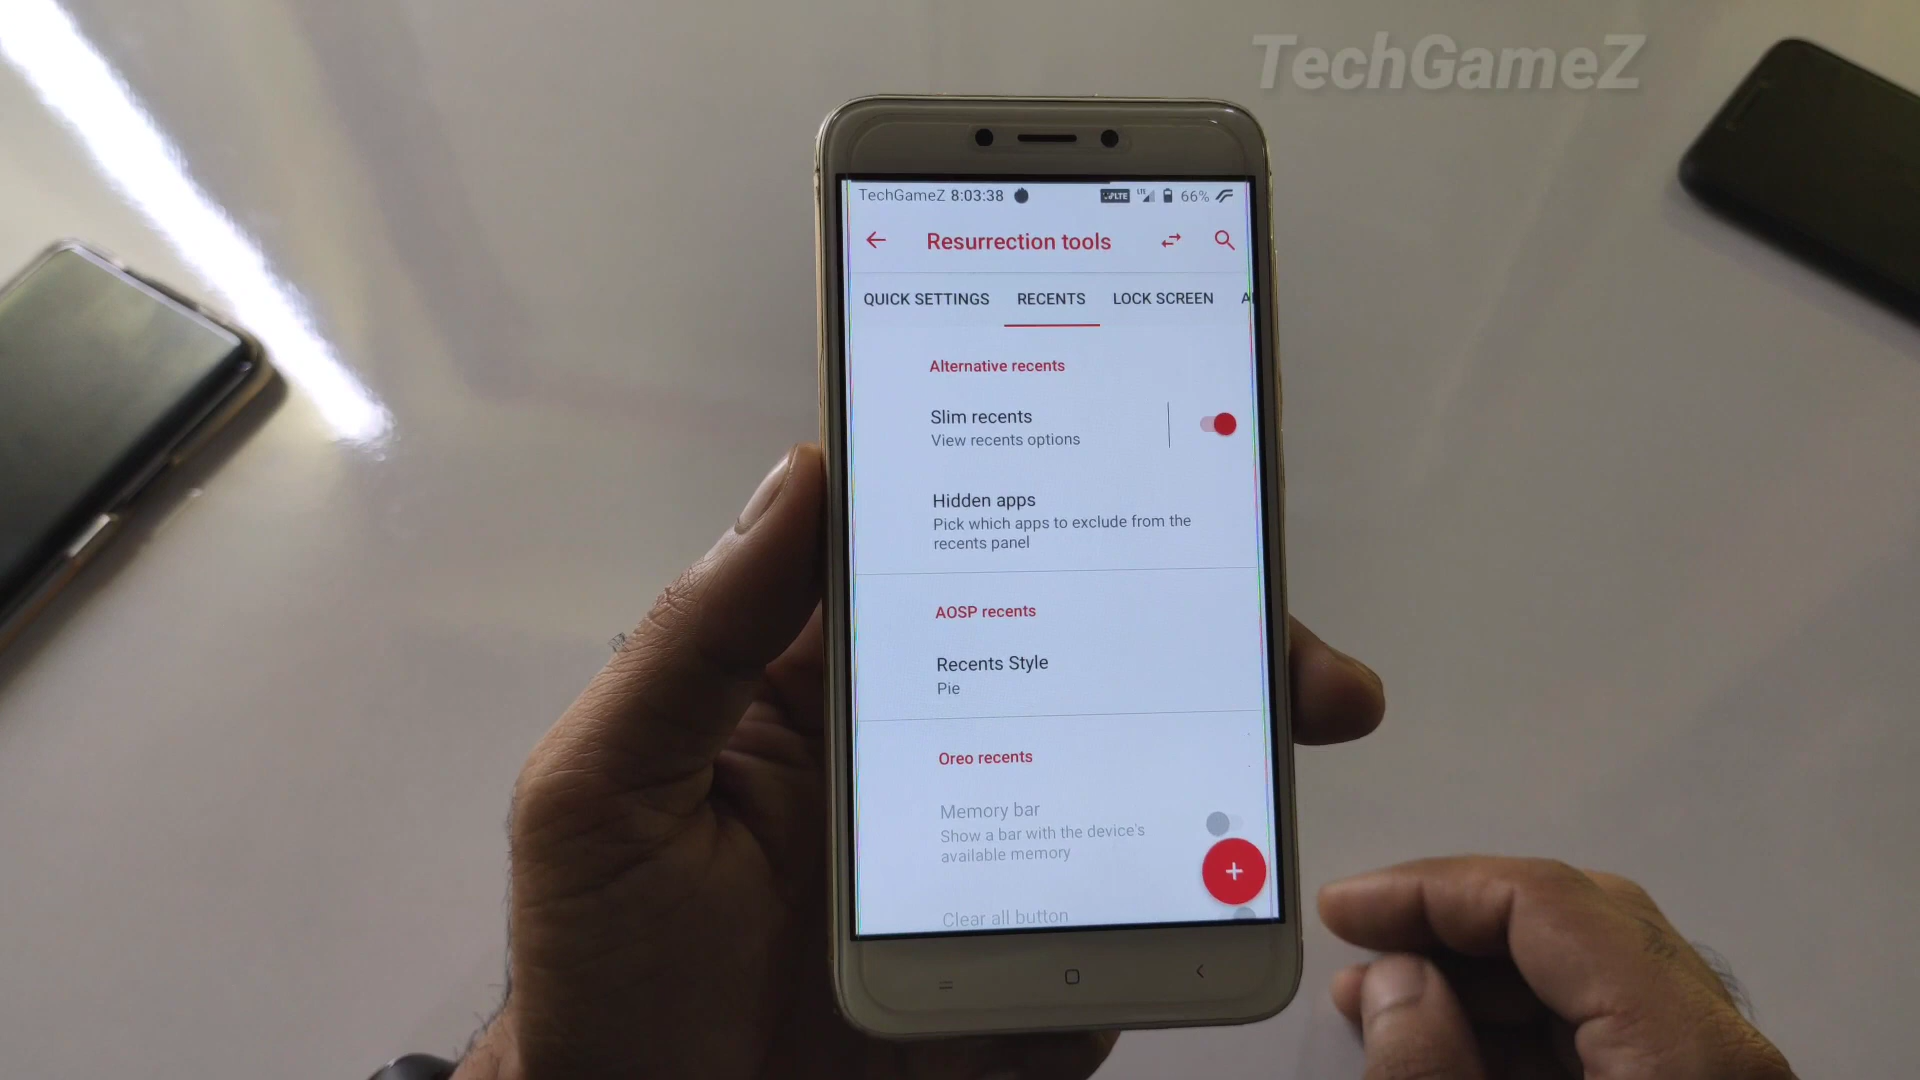 TechGameZ
TechGameZ 8:03:38
LTE
66%
Resurrection tools
QUICK SETTINGS RECENTS LOCK SCREEN
Alternative recents
Slim recents
View recents options
Hidden apps
Pick which apps to exclude from the
recents panel
AOSP recents
Recents Style
Pie
Oreo recents
Memory bar
Show a bar with the device's
available memory
+
Clear all button